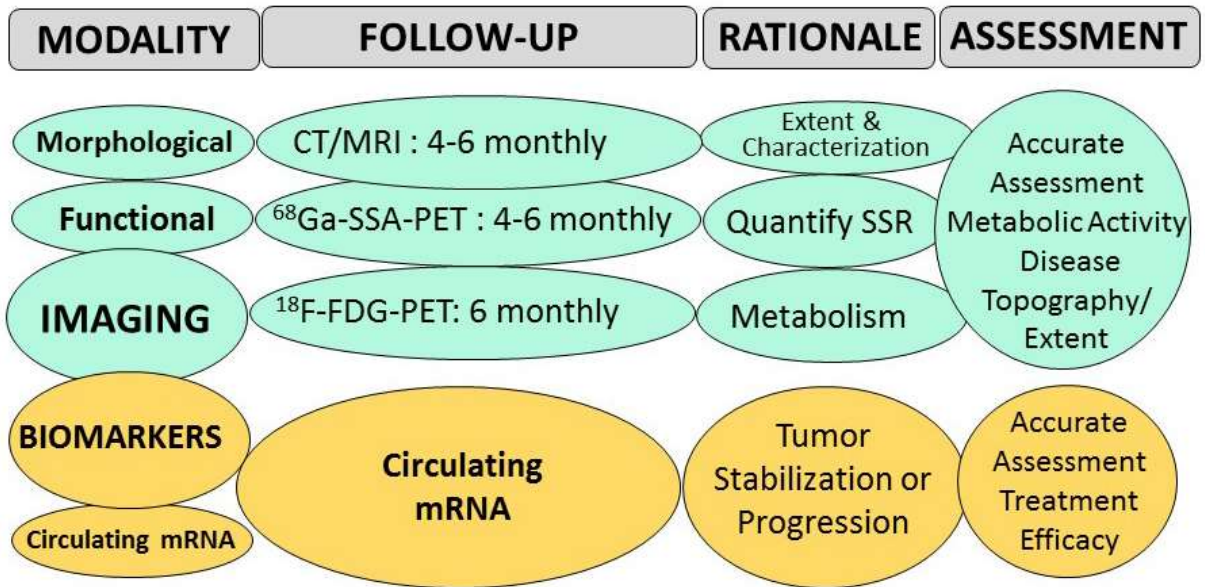 MODALITY
FOLLOW-UP
RATIONALE
ASSESSMENT
Morphological
CT/MRI : 4-6 monthly
Extent &
Characterization
Functional
⁶⁸Ga-SSA-PET : 4-6 monthly
Quantify SSR
IMAGING
¹⁸F-FDG-PET: 6 monthly
Metabolism
Accurate
Assessment
Metabolic Activity
Disease
Topography/
Extent
BIOMARKERS
Circulating mRNA
Circulating
mRNA
Tumor
Stabilization or
Progression
Accurate
Assessment
Treatment
Efficacy